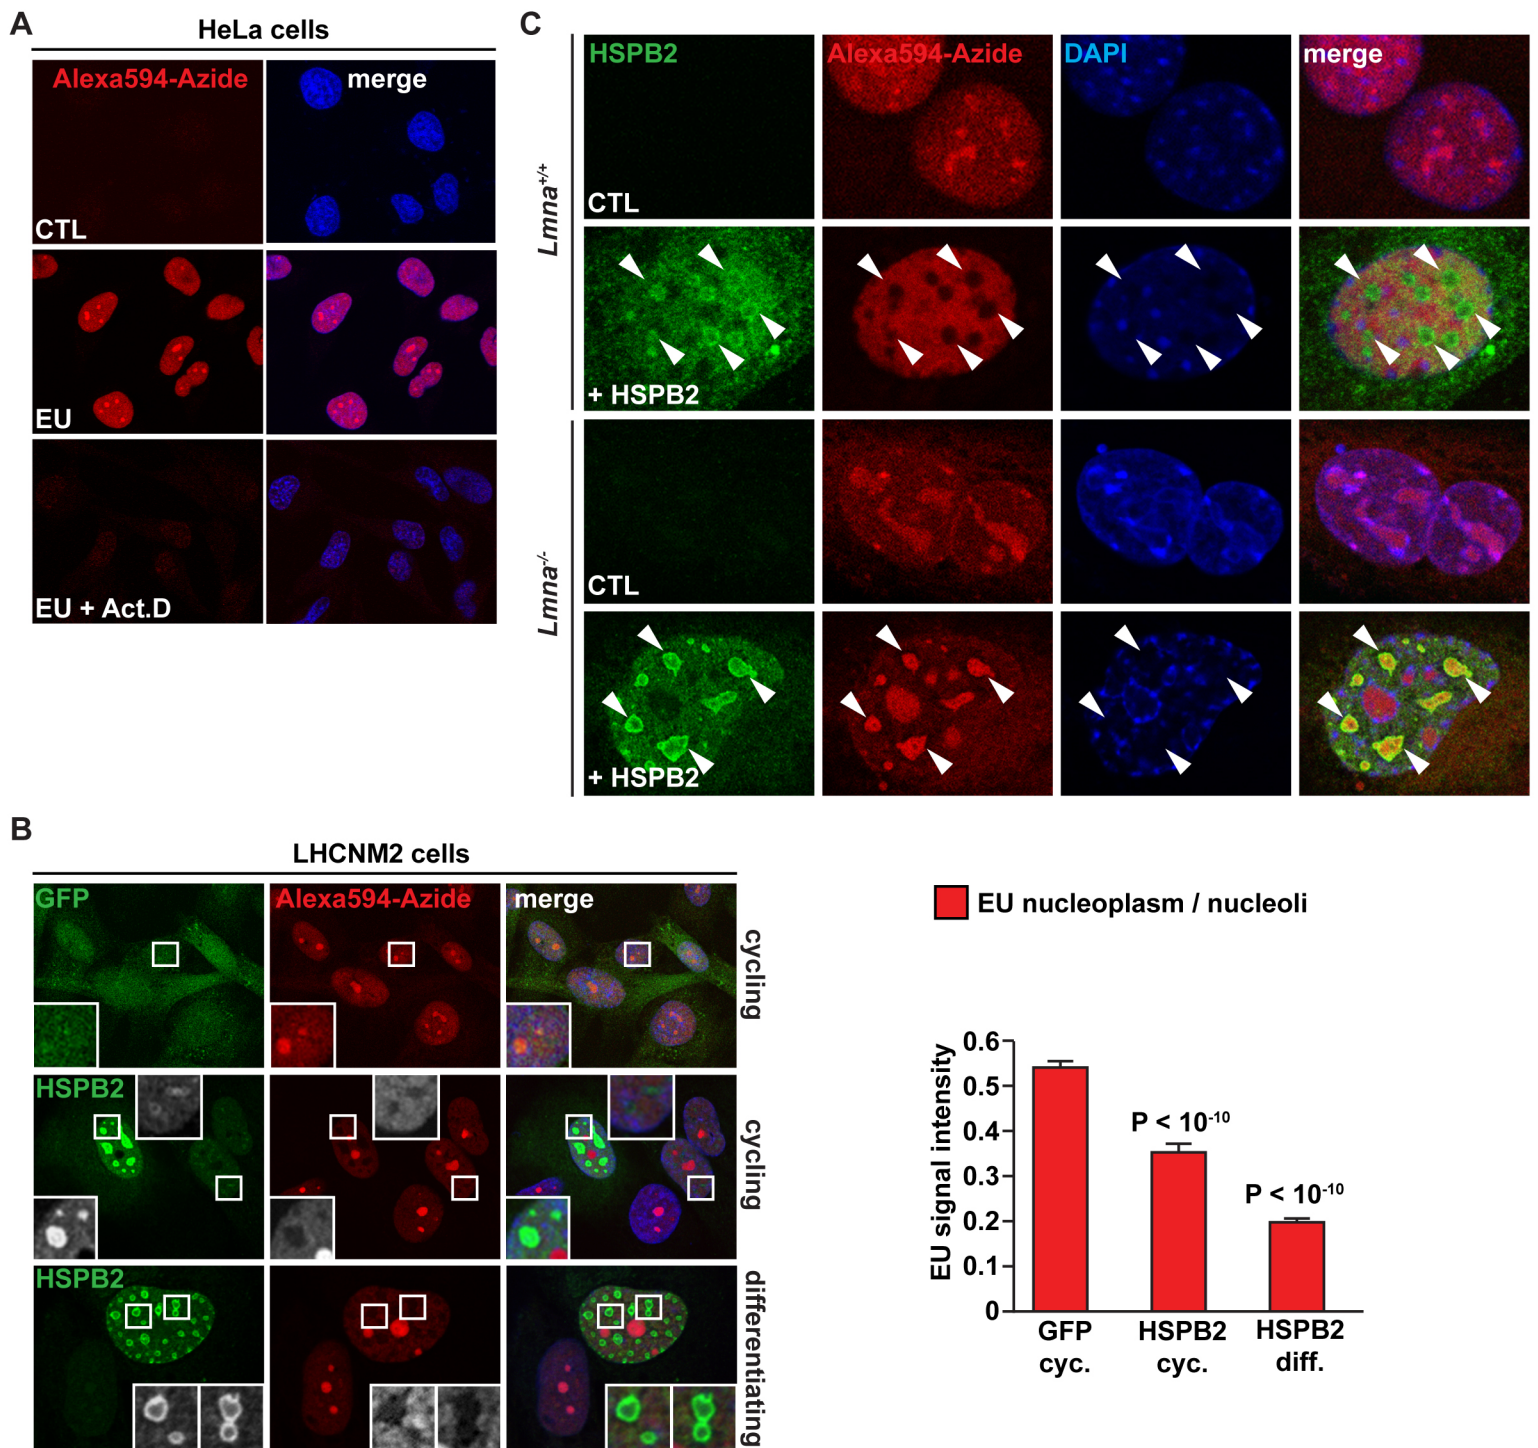 A
HeLa cells
Alexa594-Azide
merge
CTL
EU
EU + Act.D
C
HSPB2
Alexa594-Azide
DAPI
merge
Lmna+/+
CTL
+ HSPB2
Lmna-/-
CTL
+ HSPB2
B
LHCNM2 cells
GFP
Alexa594-Azide
merge
cycling
HSPB2
cycling
HSPB2
differentiating
EU nucleoplasm / nucleoli
EU signal intensity
0.6
0.5
0.4
0.3
0.2
0.1
0
P < 10-10
P < 10-10
GFP
cyc.
HSPB2
cyc.
HSPB2
diff.